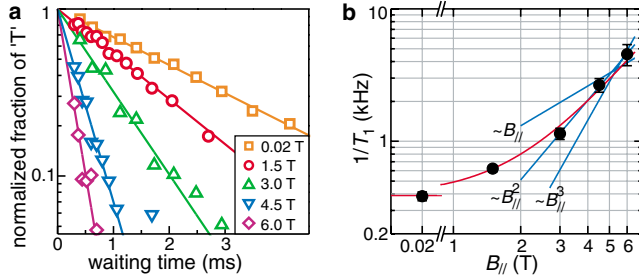 a
normalized fraction of 'T'
1
0.1
0
1
2
3
waiting time (ms)
0.02 T
1.5 T
3.0 T
4.5 T
6.0 T
b
1/T₁ (kHz)
10
1
0.2
~B//
~B//²
~B//³
0.02
1
2
3
4
5
6
B// (T)